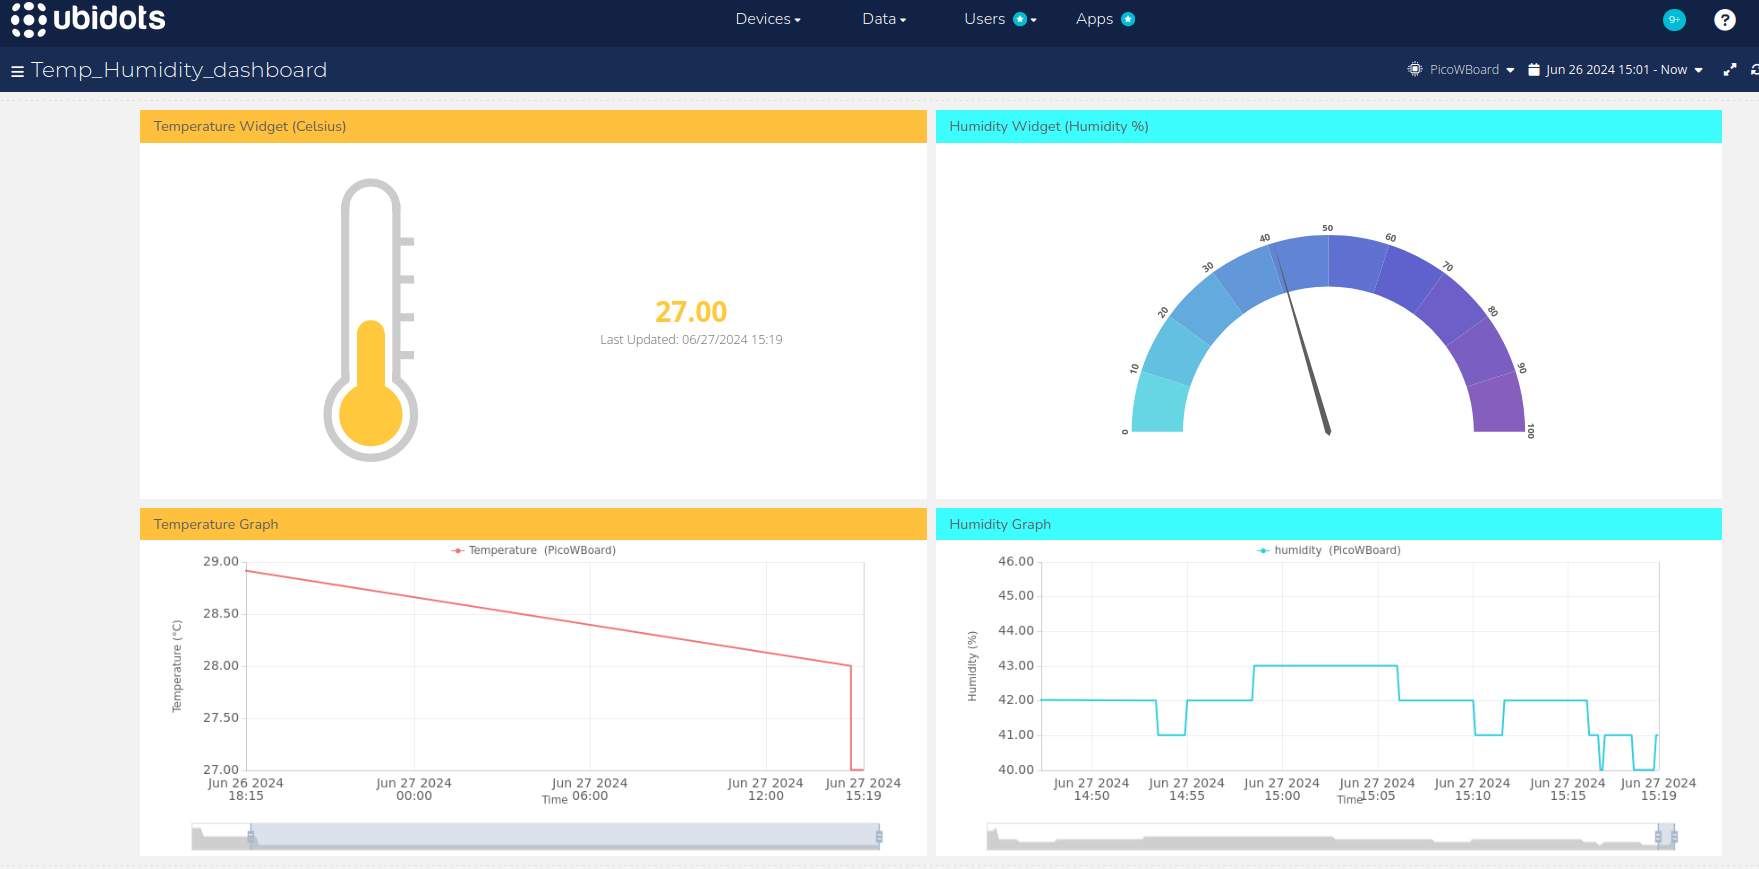 ubidots
Devices
Data
Users
Apps
9+
?
Temp_Humidity_dashboard
PicoWBoard
Jun 26 2024 15:01 - Now
Temperature Widget (Celsius)
27.00
Last Updated: 06/27/2024 15:19
Humidity Widget (Humidity %)
0
10
20
30
40
50
60
70
80
90
100
Temperature Graph
Temperature (PicoWBoard)
29.00
28.50
28.00
27.50
27.00
Temperature (°C)
Jun 26 2024 18:15
Jun 27 2024 00:00
Jun 27 2024 06:00
Jun 27 2024 12:00
Jun 27 2024 15:19
Time
Humidity Graph
humidity (PicoWBoard)
46.00
45.00
44.00
43.00
42.00
41.00
40.00
Humidity (%)
Jun 27 2024 14:50
Jun 27 2024 14:55
Jun 27 2024 15:00
Jun 27 2024 15:05
Jun 27 2024 15:10
Jun 27 2024 15:15
Jun 27 2024 15:19
Time